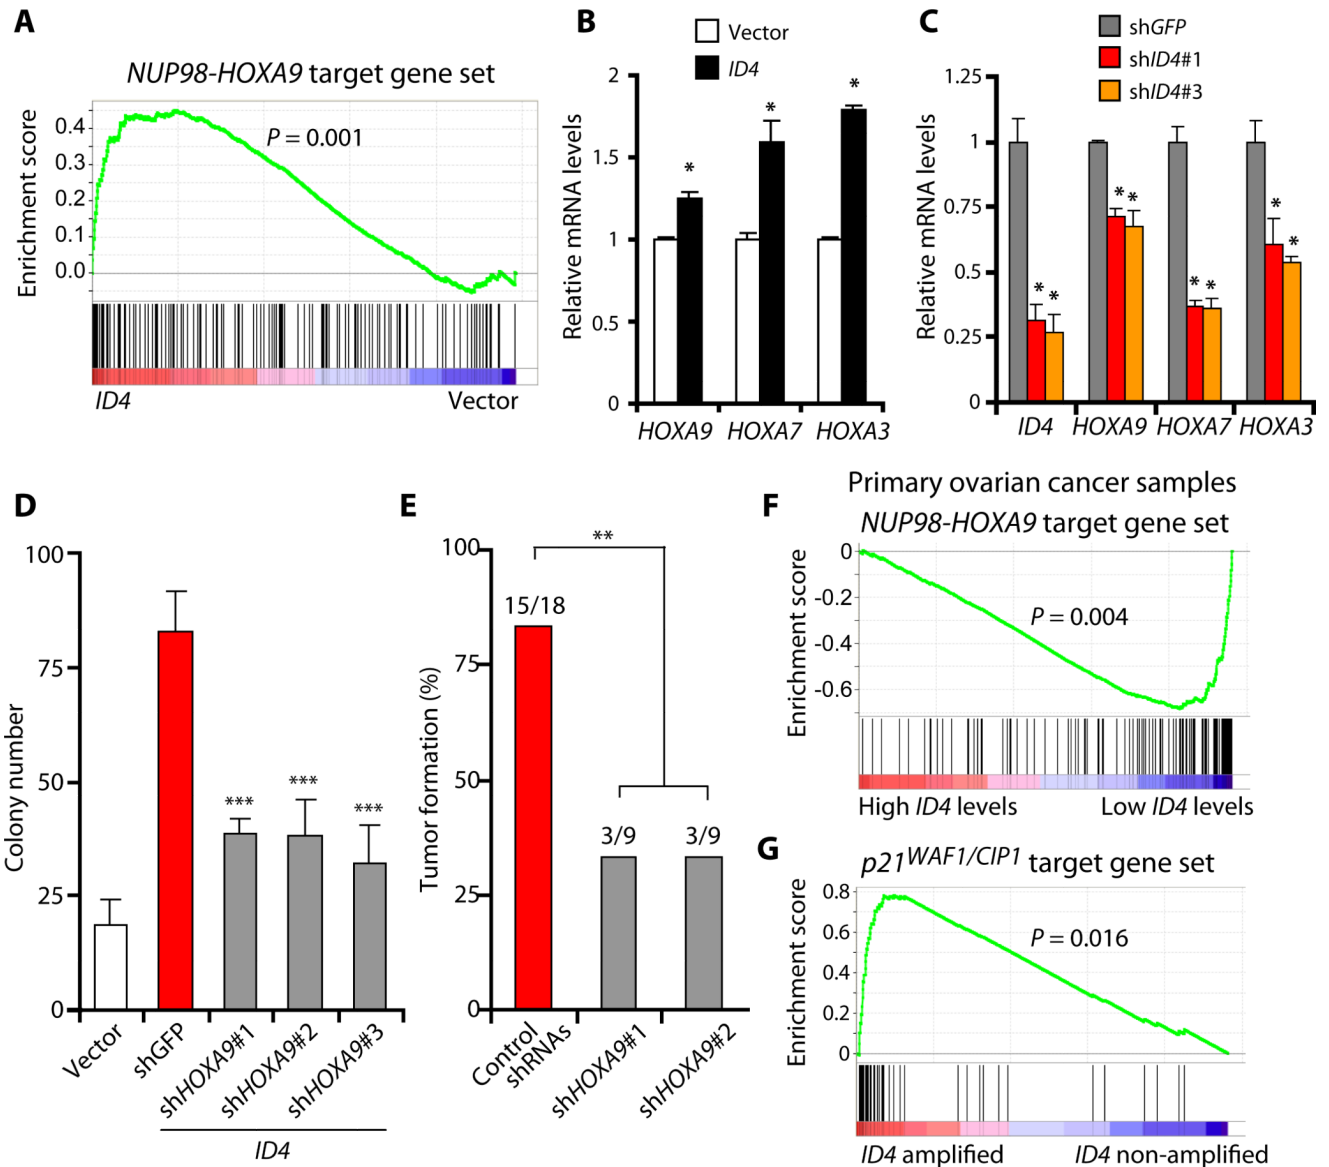 A
NUP98-HOXA9 target gene set
Enrichment score
0.4
0.3
0.2
0.1
0.0
P = 0.001
ID4
Vector
B
Vector
ID4
Relative mRNA levels
2
1.5
1
0.5
0
*
*
*
HOXA9
HOXA7
HOXA3
C
shGFP
shID4#1
shID4#3
Relative mRNA levels
1.25
1
0.75
0.5
0.25
0
* *
* *
* *
* *
ID4
HOXA9
HOXA7
HOXA3
D
Colony number
100
75
50
25
0
***
***
***
Vector
shGFP
shHOXA9#1
shHOXA9#2
shHOXA9#3
ID4
E
Tumor formation (%)
100
75
50
25
0
**
15/18
3/9
3/9
Control
shRNAs
shHOXA9#1
shHOXA9#2
Primary ovarian cancer samples
F
NUP98-HOXA9 target gene set
Enrichment score
0
-0.2
-0.4
-0.6
P = 0.004
High ID4 levels
Low ID4 levels
G
p21WAF1/CIP1 target gene set
Enrichment score
0.8
0.6
0.4
0.2
0
P = 0.016
ID4 amplified
ID4 non-amplified